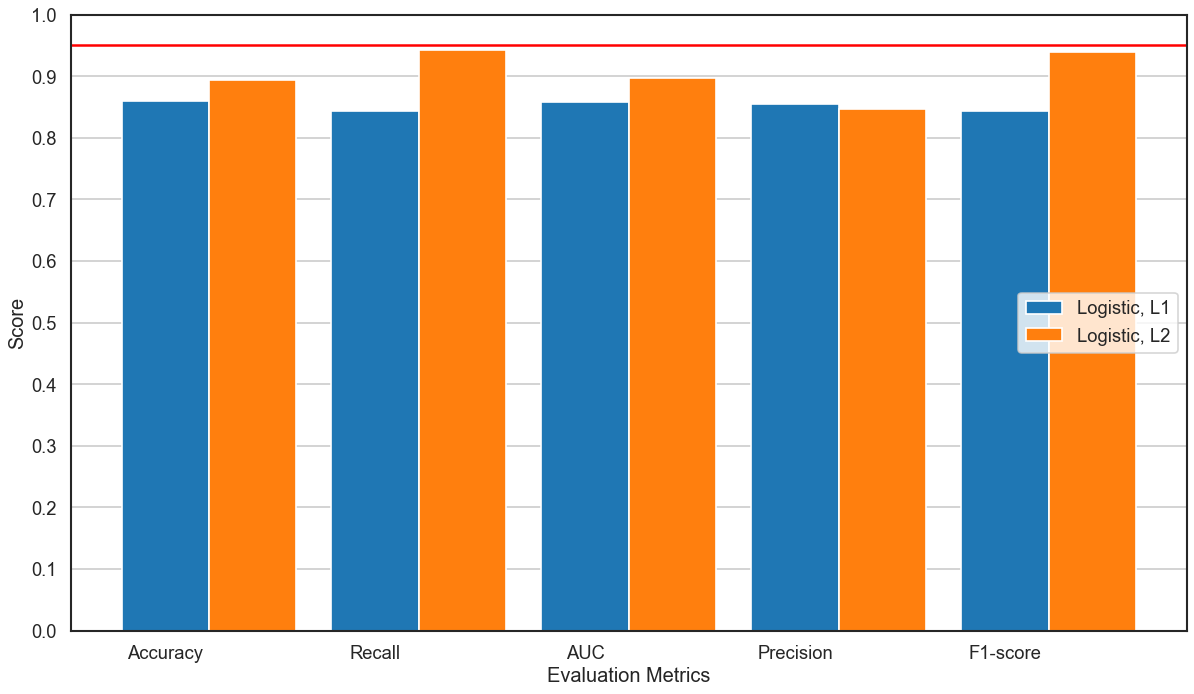 1.0
0.9
0.8
0.7
0.6
0.5
0.4
0.3
0.2
0.1
0.0
Score
Logistic, L1
Logistic, L2
Accuracy Recall AUC Precision F1-score
Evaluation Metrics